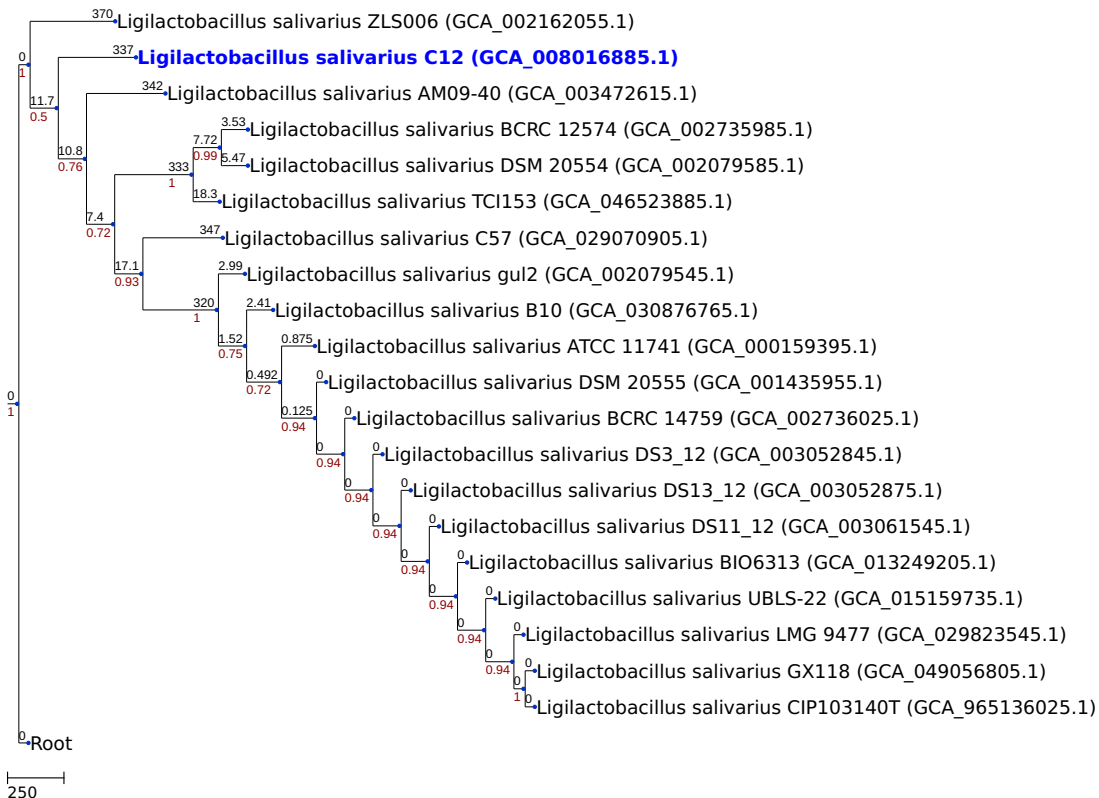 370 Ligilactobacillus salivarius ZLS006 (GCA_002162055.1)
337 Ligilactobacillus salivarius C12 (GCA_008016885.1)
0
1
342 Ligilactobacillus salivarius AM09-40 (GCA_003472615.1)
11.7
0.5
3.53 Ligilactobacillus salivarius BCRC 12574 (GCA_002735985.1)
7.72
0.99
10.8
0.76
5.47 Ligilactobacillus salivarius DSM 20554 (GCA_002079585.1)
333
1
18.3 Ligilactobacillus salivarius TCI153 (GCA_046523885.1)
7.4
0.72
347 Ligilactobacillus salivarius C57 (GCA_029070905.1)
17.1
0.93
2.99 Ligilactobacillus salivarius gul2 (GCA_002079545.1)
320
1
2.41 Ligilactobacillus salivarius B10 (GCA_030876765.1)
1.52
0.75
0.875 Ligilactobacillus salivarius ATCC 11741 (GCA_000159395.1)
0.492
0.72
0 Ligilactobacillus salivarius DSM 20555 (GCA_001435955.1)
0
1
0.125
0.94
0 Ligilactobacillus salivarius BCRC 14759 (GCA_002736025.1)
0
0.94
0 Ligilactobacillus salivarius DS3_12 (GCA_003052845.1)
0
0.94
0 Ligilactobacillus salivarius DS13_12 (GCA_003052875.1)
0
0.94
0 Ligilactobacillus salivarius DS11_12 (GCA_003061545.1)
0
0.94
0 Ligilactobacillus salivarius BIO6313 (GCA_013249205.1)
0
0.94
0 Ligilactobacillus salivarius UBLS-22 (GCA_015159735.1)
0
0.94
0 Ligilactobacillus salivarius LMG 9477 (GCA_029823545.1)
0
0.94
0 Ligilactobacillus salivarius GX118 (GCA_049056805.1)
0
1
0 Ligilactobacillus salivarius CIP103140T (GCA_965136025.1)
0 Root
250